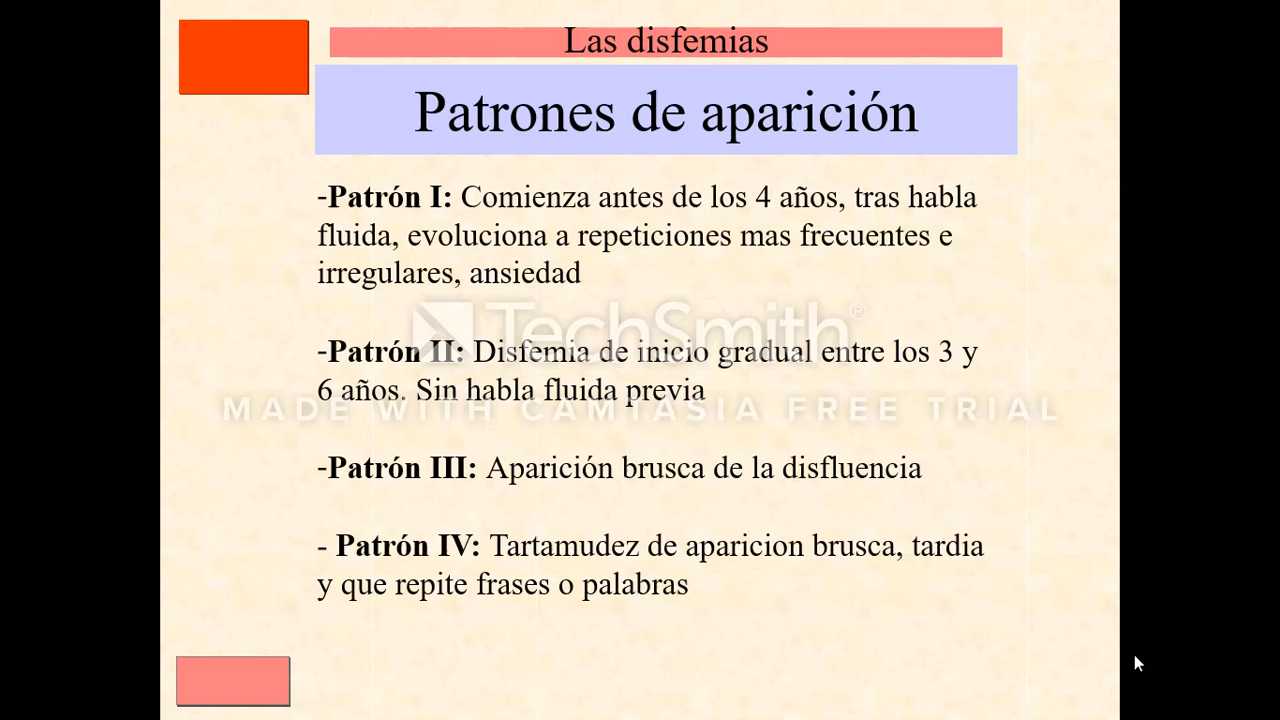 Las disfemias
Patrones de aparición
-Patrón I: Comienza antes de los 4 años, tras habla
fluida, evoluciona a repeticiones mas frecuentes e
irregulares, ansiedad
TechSmith®
-Patrón II: Disfemia de inicio gradual entre los 3 y
6 años. Sin habla fluida previa
MADE WITH CAMTASIA FREE TRIAL
-Patrón III: Aparición brusca de la disfluencia
- Patrón IV: Tartamudez de aparicion brusca, tardia
y que repite frases o palabras